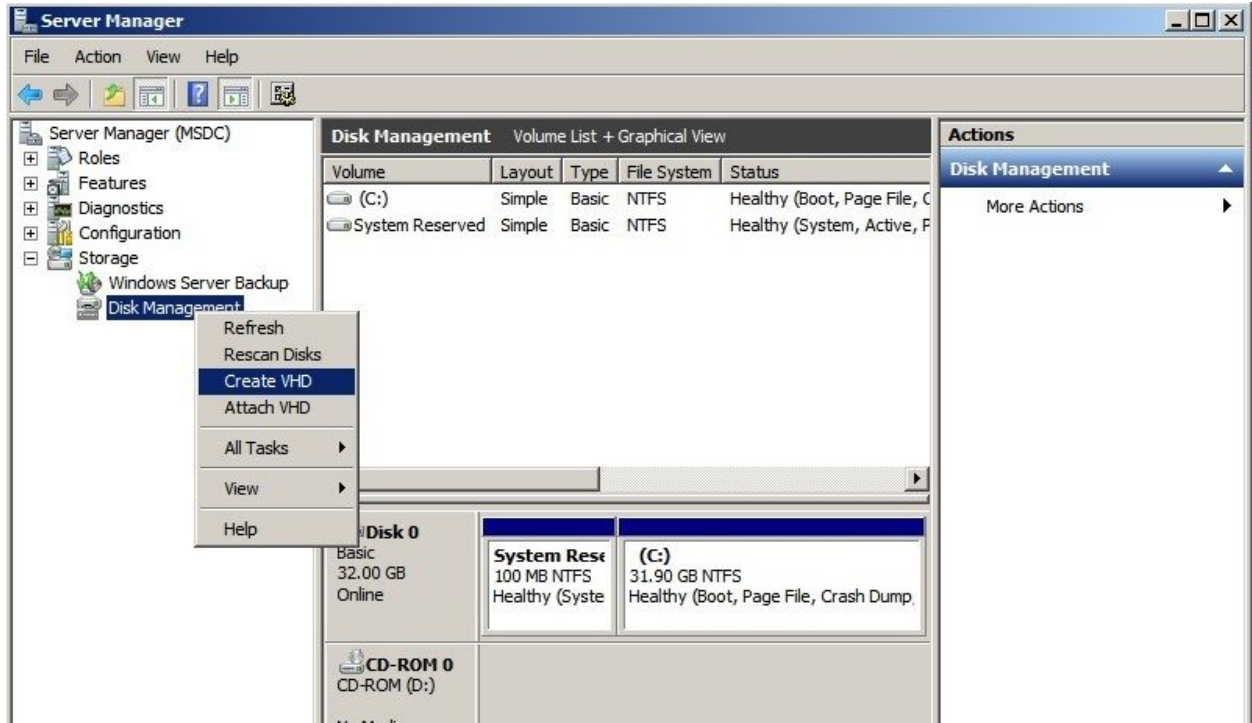 Server Manager
File Action View Help
Server Manager (MSDC)
Roles
Features
Diagnostics
Configuration
Storage
Windows Server Backup
Disk Management
Refresh
Rescan Disks
Create VHD
Attach VHD
All Tasks
View
Help
Disk Management Volume List + Graphical View
Volume Layout Type File System Status
(C:) Simple Basic NTFS Healthy (Boot, Page File, C
System Reserved Simple Basic NTFS Healthy (System, Active, P
Disk 0
Basic
32.00 GB
Online
System Rese
100 MB NTFS
Healthy (Syste
(C:)
31.90 GB NTFS
Healthy (Boot, Page File, Crash Dump,
CD-ROM 0
CD-ROM (D:)
Actions
Disk Management
More Actions